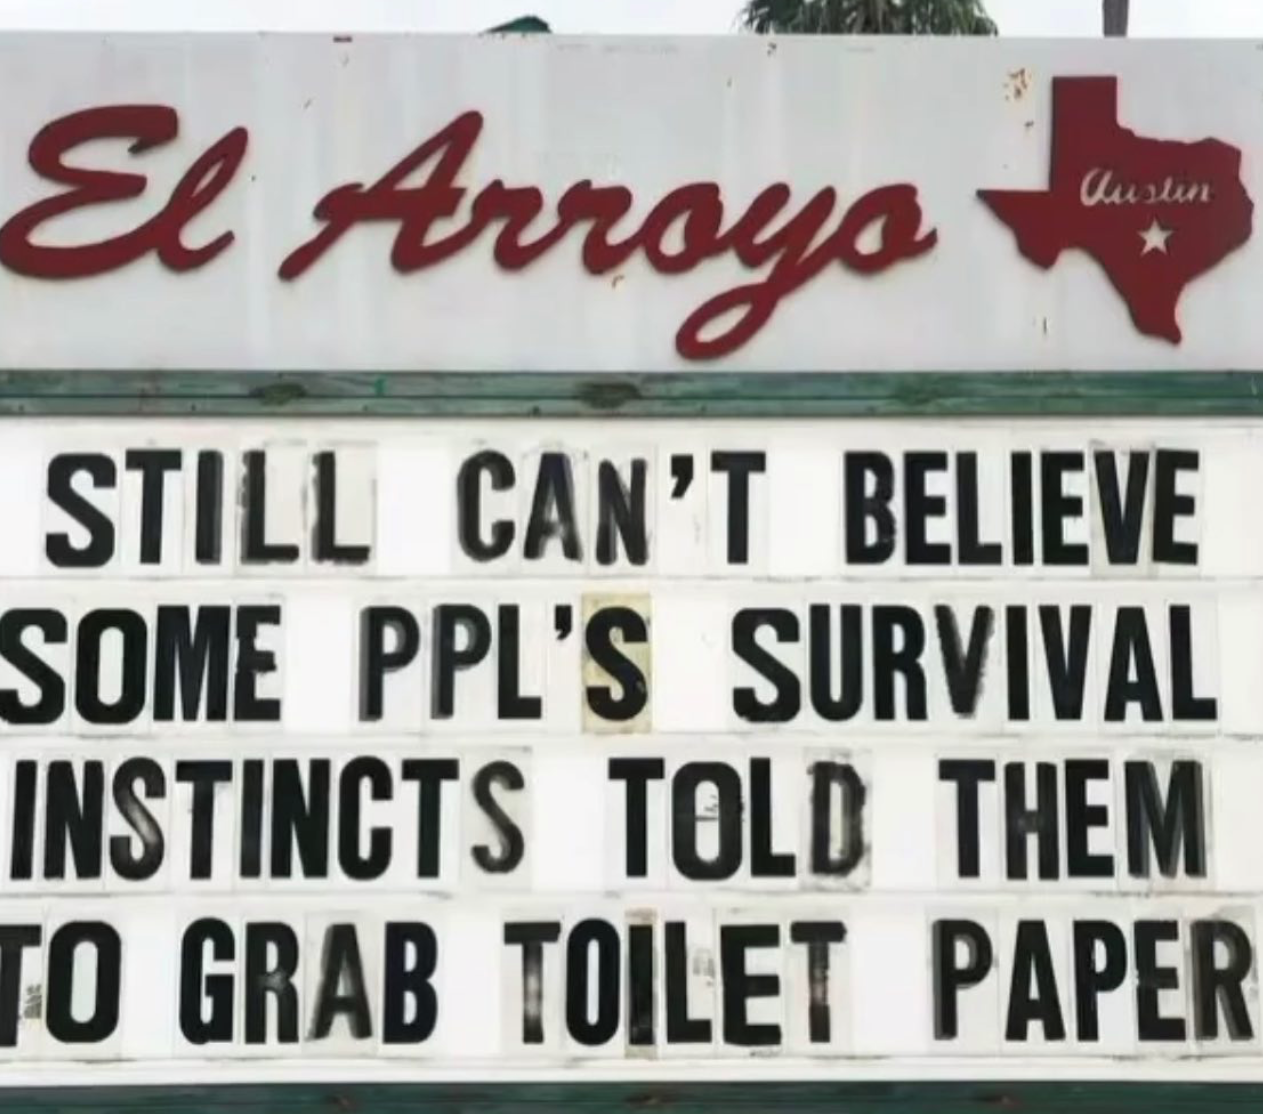 El Arroyo
Austin
STILL CAN'T BELIEVE
SOME PPL'S SURVIVAL
INSTINCTS TOLD THEM
TO GRAB TOILET PAPER